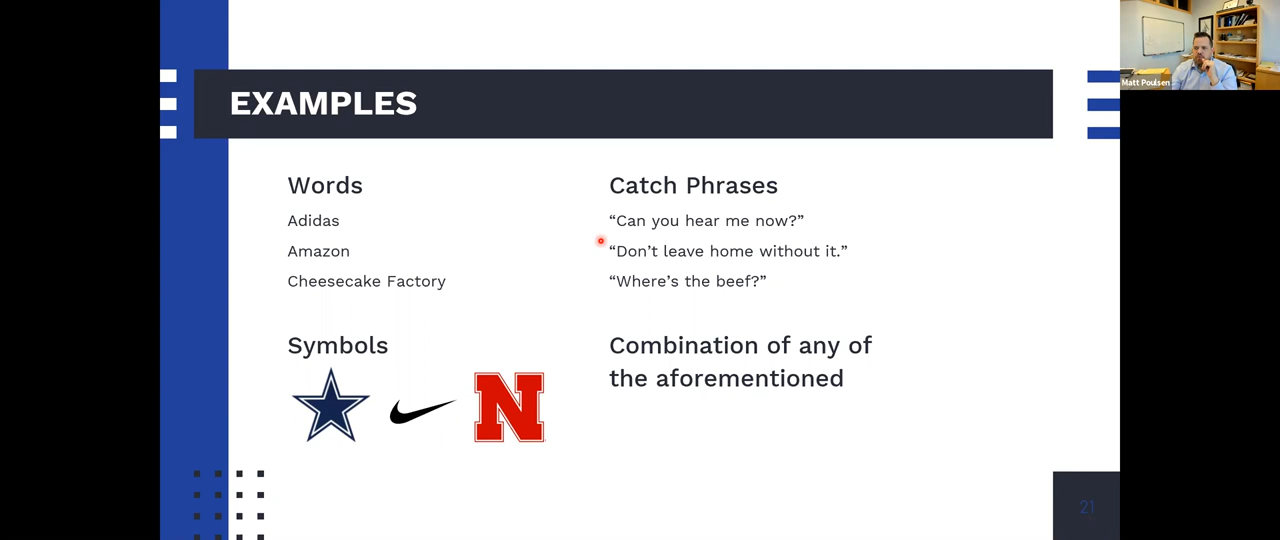 EXAMPLES
Words
Adidas
Amazon
Cheesecake Factory
Catch Phrases
“Can you hear me now?”
“Don’t leave home without it.”
“Where’s the beef?”
Symbols
N
Combination of any of
the aforementioned
21
Matt Poulsen